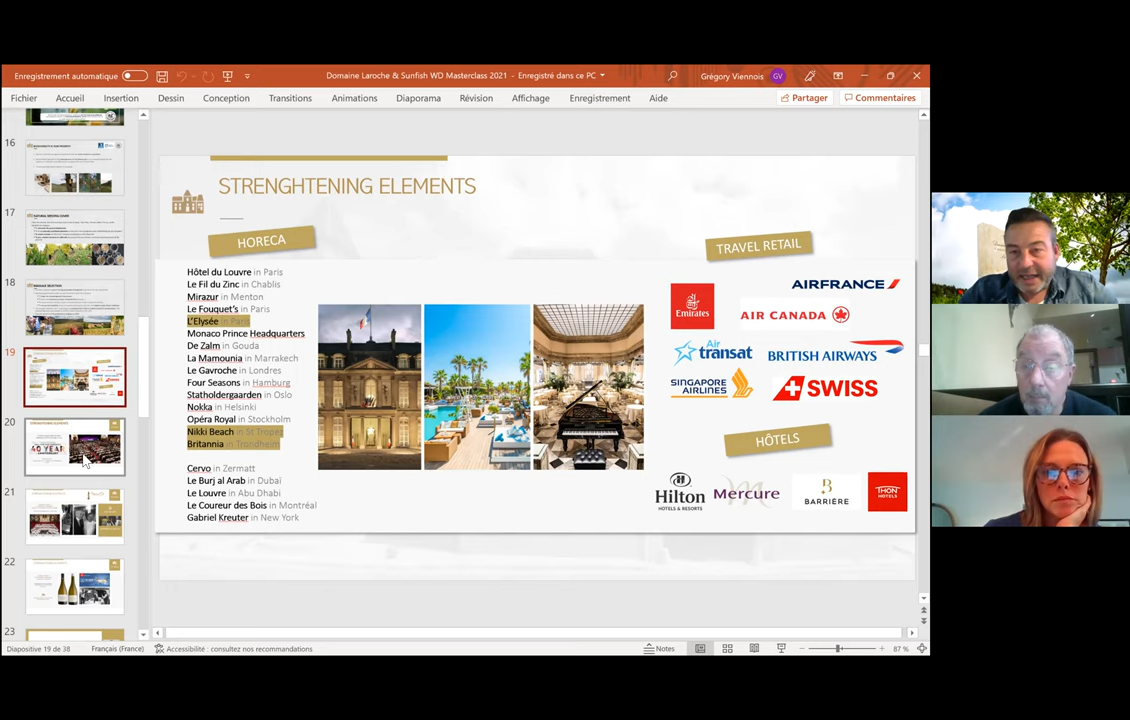 Enregistrement automatique
Domaine Laroche & Sunfish WD Masterclass 2021 - Enregistré dans ce PC
Grégory Viennois
GV
Fichier Accueil Insertion Dessin Conception Transitions Animations Diaporama Révision Affichage Enregistrement Aide
Partager
Commentaires
16
17
18
19
20
40 YEAR
21
22
23
STRENGHTENING ELEMENTS
HORECA
TRAVEL RETAIL
Hôtel du Louvre in Paris
Le Fil du Zinc in Chablis
Mirazur in Menton
Le Fouquet's in Paris
L'Elysée in Paris
Monaco Prince Headquarters
De Zalm in Gouda
La Mamounia in Marrakech
Le Gavroche in Londres
Four Seasons in Hamburg
Statholdergaarden in Oslo
Nokka in Helsinki
Opéra Royal in Stockholm
Nikki Beach in St Tropez
Britannia in Trondheim
Cervo in Zermatt
Le Burj al Arab in Dubaï
Le Louvre in Abu Dhabi
Le Coureur des Bois in Montréal
Gabriel Kreuter in New York
AIRFRANCE
Emirates
AIR CANADA
Air transat
BRITISH AIRWAYS
SINGAPORE AIRLINES
SWISS
HÔTELS
Hilton
HOTELS & RESORTS
Mercure
B
BARRIÈRE
THON
HOTELS
Diapositive 19 de 38
Français (France)
Accessibilité : consultez nos recommandations
Notes
87 %